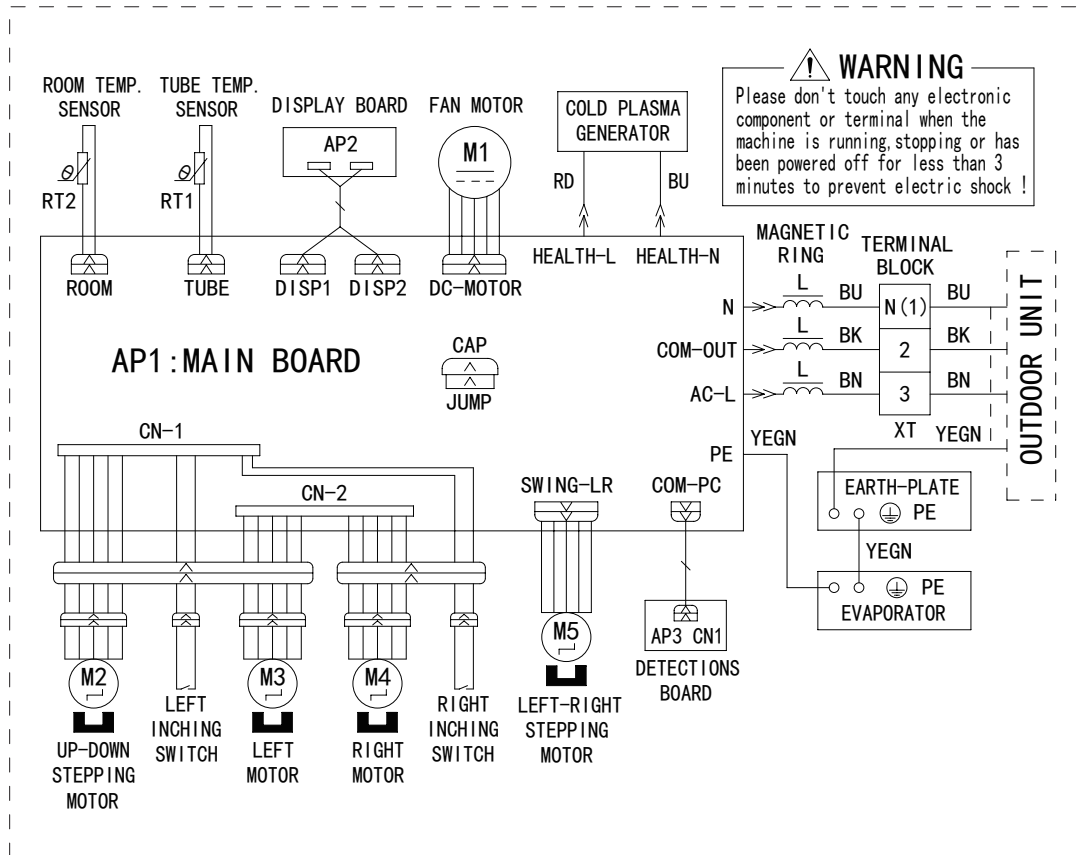 WARNING
Please don't touch any electronic
component or terminal when the
machine is running,stopping or has
been powered off for less than 3
minutes to prevent electric shock !
ROOM TEMP.
SENSOR
TUBE TEMP.
SENSOR
DISPLAY BOARD
FAN MOTOR
COLD PLASMA
GENERATOR
AP2
M1
θ
RT2
θ
RT1
RD
BU
ROOM
TUBE
DISP1
DISP2
DC-MOTOR
HEALTH-L
HEALTH-N
MAGNETIC
RING
TERMINAL
BLOCK
N
L
BU
N(1)
BU
COM-OUT
L
BK
2
BK
AC-L
L
BN
3
BN
XT
YEGN
OUTDOOR UNIT
AP1:MAIN BOARD
CAP
JUMP
PE
YEGN
CN-1
CN-2
SWING-LR
COM-PC
EARTH-PLATE
PE
YEGN
PE
EVAPORATOR
M2
M3
M4
M5
AP3 CN1
UP-DOWN
STEPPING
MOTOR
LEFT
INCHING
SWITCH
LEFT
MOTOR
RIGHT
MOTOR
RIGHT
INCHING
SWITCH
LEFT-RIGHT
STEPPING
MOTOR
DETECTIONS
BOARD